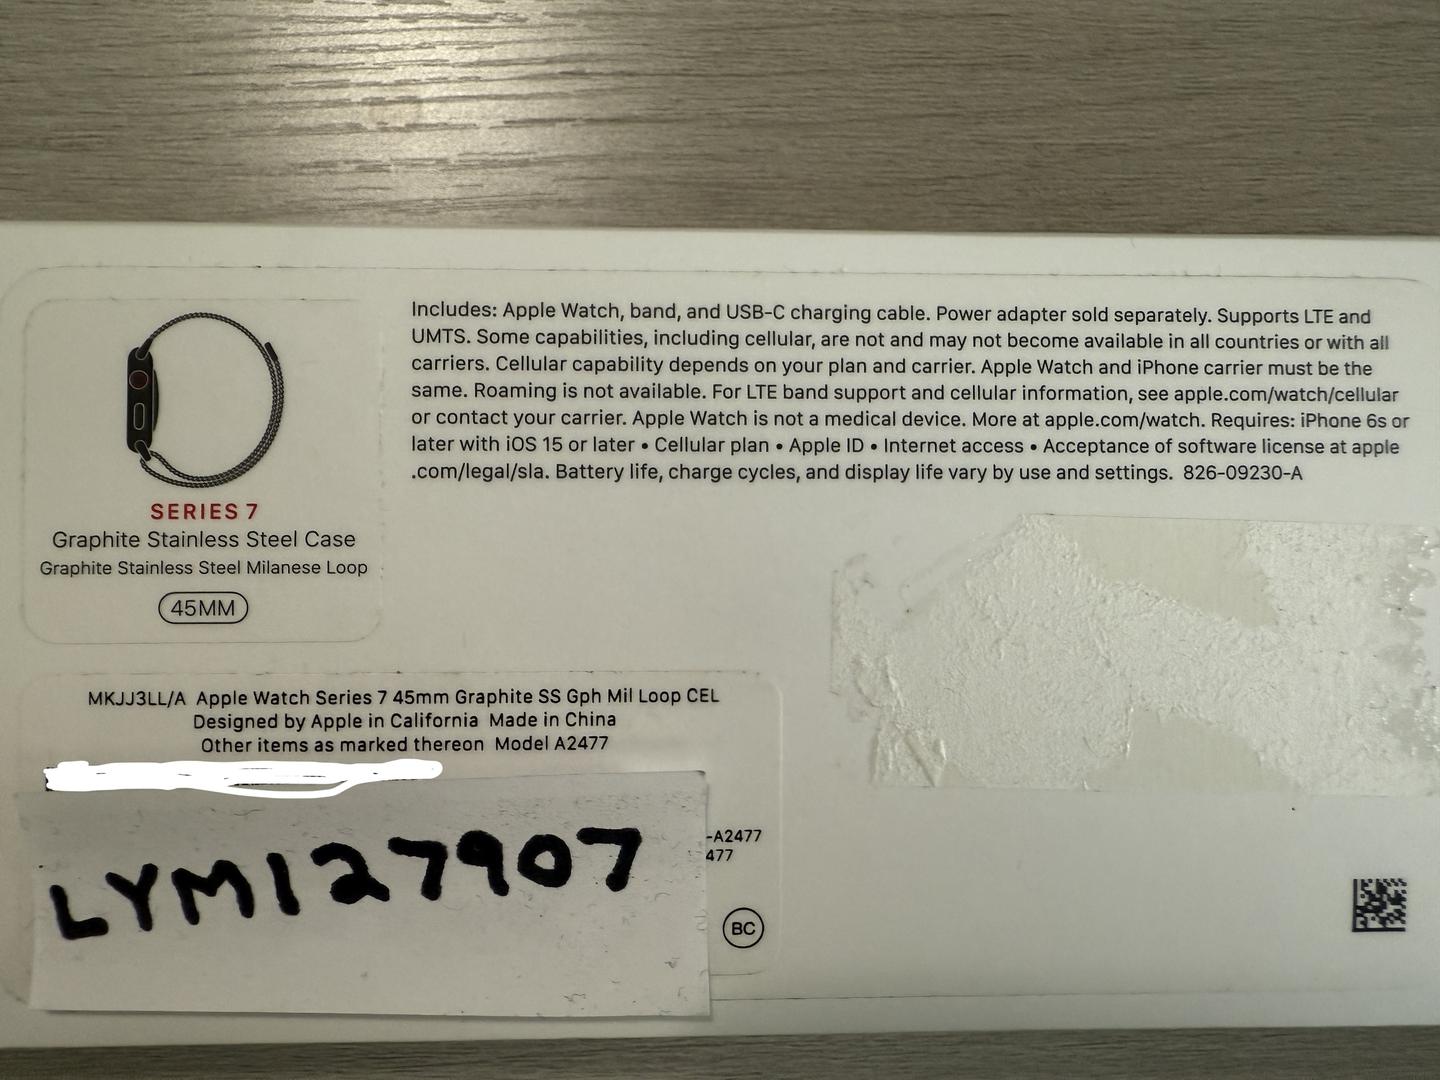 Includes: Apple Watch, band, and USB-C charging cable. Power adapter sold separately. Supports LTE and
UMTS. Some capabilities, including cellular, are not and may not become available in all countries or with all
carriers. Cellular capability depends on your plan and carrier. Apple Watch and iPhone carrier must be the
same. Roaming is not available. For LTE band support and cellular information, see apple.com/watch/cellular
or contact your carrier. Apple Watch is not a medical device. More at apple.com/watch. Requires: iPhone 6s or
later with iOS 15 or later • Cellular plan • Apple ID • Internet access • Acceptance of software license at apple
.com/legal/sla. Battery life, charge cycles, and display life vary by use and settings. 826-09230-A
SERIES 7
Graphite Stainless Steel Case
Graphite Stainless Steel Milanese Loop
45MM
MKJJ3LL/A Apple Watch Series 7 45mm Graphite SS Gph Mil Loop CEL
Designed by Apple in California Made in China
Other items as marked thereon Model A2477
-A2477
477
LYM127907
BC